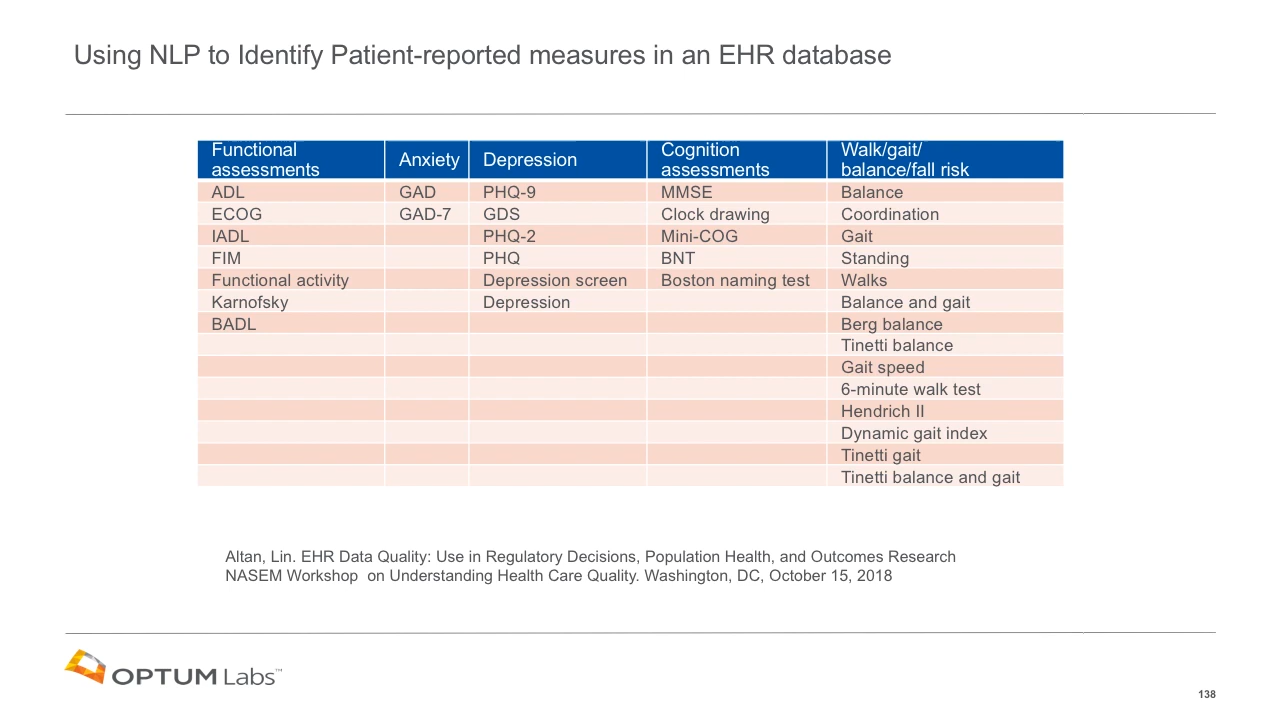 Using NLP to Identify Patient-reported measures in an EHR database
Functional assessments Anxiety Depression Cognition assessments Walk/gait/ balance/fall risk
ADL GAD PHQ-9 MMSE Balance
ECOG GAD-7 GDS Clock drawing Coordination
IADL PHQ-2 Mini-COG Gait
FIM PHQ BNT Standing
Functional activity Depression screen Boston naming test Walks
Karnofsky Depression Balance and gait
BADL Berg balance
Tinetti balance
Gait speed
6-minute walk test
Hendrich II
Dynamic gait index
Tinetti gait
Tinetti balance and gait
Altan, Lin. EHR Data Quality: Use in Regulatory Decisions, Population Health, and Outcomes Research
NASEM Workshop on Understanding Health Care Quality. Washington, DC, October 15, 2018
OPTUM Labs™
138